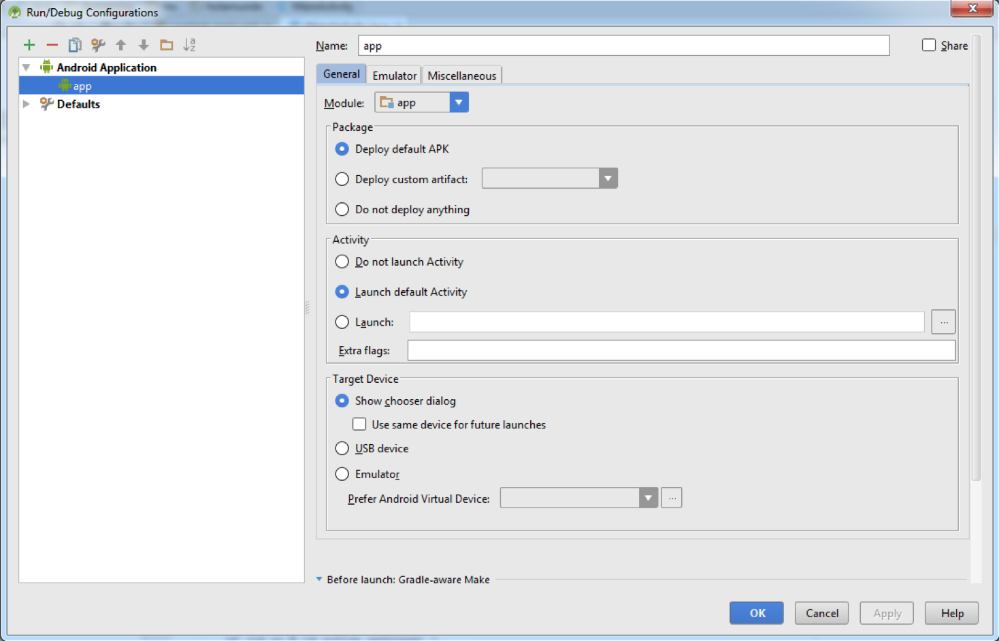 Run/Debug Configurations
Name: app Share
Android Application
app
Defaults
General Emulator Miscellaneous
Module: app
Package
Deploy default APK
Deploy custom artifact:
Do not deploy anything
Activity
Do not launch Activity
Launch default Activity
Launch: ...
Extra flags:
Target Device
Show chooser dialog
Use same device for future launches
USB device
Emulator
Prefer Android Virtual Device: ...
Before launch: Gradle-aware Make
OK Cancel Apply Help